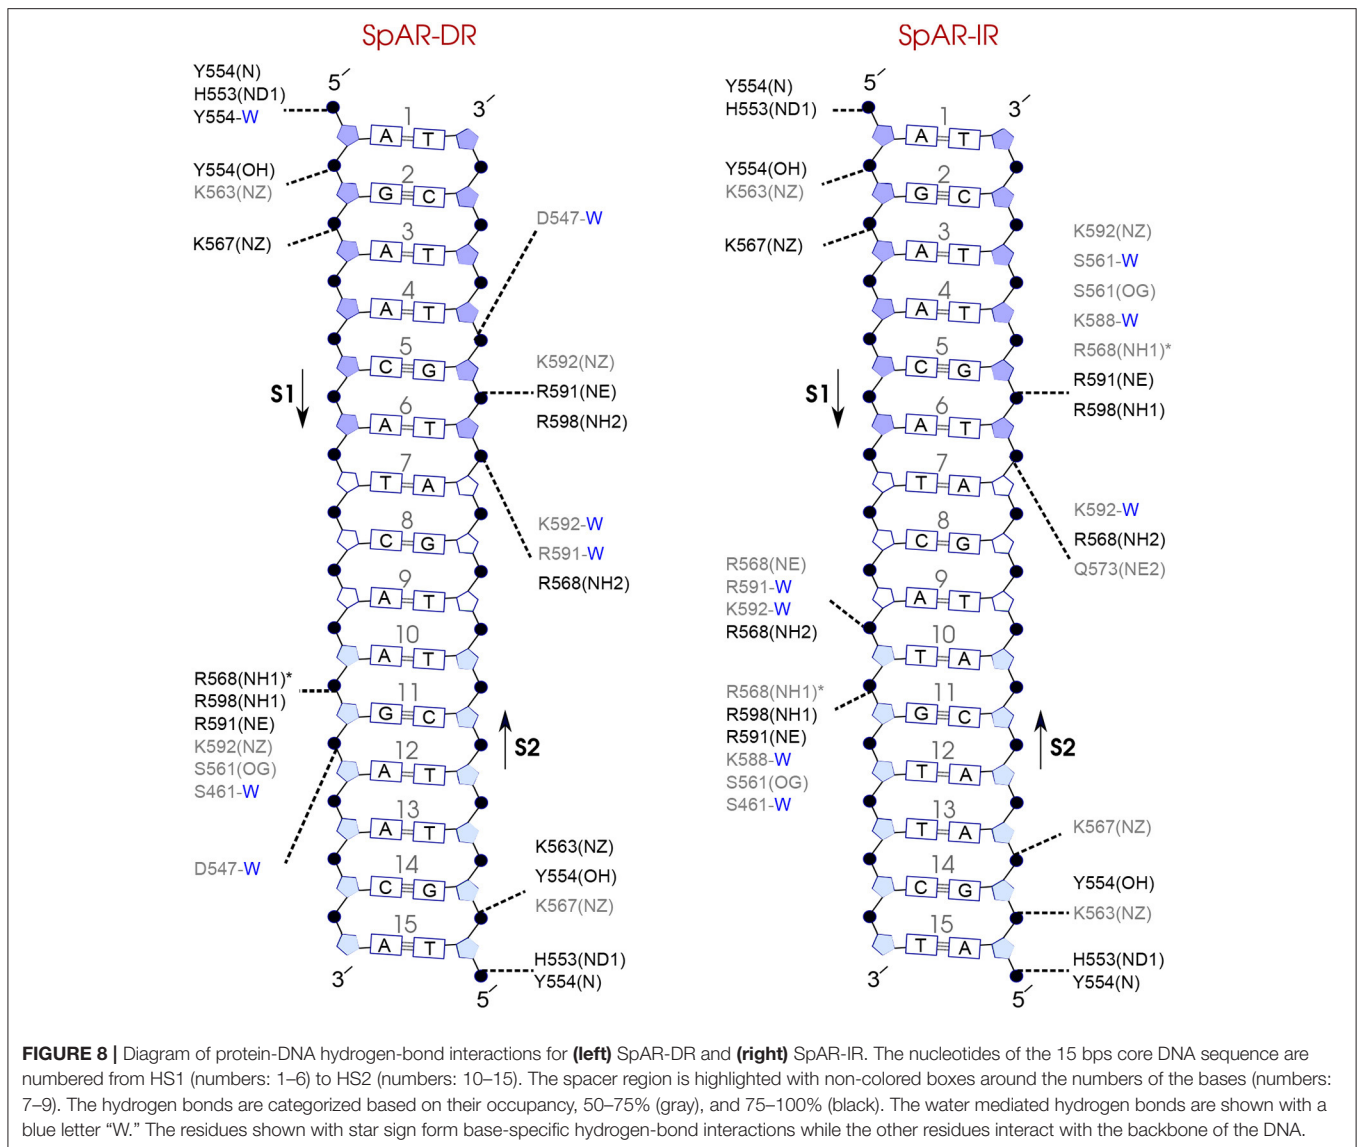 SpAR-DR
Y554(N)
H553(ND1)
Y554-W
5´
3´
Y554(OH)
K563(NZ)
K567(NZ)
D547-W
K592(NZ)
R591(NE)
R598(NH2)
S1
K592-W
R591-W
R568(NH2)
R568(NH1)*
R598(NH1)
R591(NE)
K592(NZ)
S561(OG)
S461-W
S2
D547-W
K563(NZ)
Y554(OH)
K567(NZ)
H553(ND1)
Y554(N)
3´
5´
1
A T
2
G C
3
A T
4
A T
5
C G
6
A T
7
T A
8
C G
9
A T
10
A T
11
G C
12
A T
13
A T
14
C G
15
A T
SpAR-IR
Y554(N)
H553(ND1)
5´
3´
Y554(OH)
K563(NZ)
K567(NZ)
K592(NZ)
S561-W
S561(OG)
K588-W
R568(NH1)*
R591(NE)
R598(NH1)
S1
K592-W
R568(NH2)
Q573(NE2)
R568(NE)
R591-W
K592-W
R568(NH2)
R568(NH1)*
R598(NH1)
R591(NE)
K588-W
S561(OG)
S461-W
S2
K567(NZ)
Y554(OH)
K563(NZ)
H553(ND1)
Y554(N)
3´
5´
1
A T
2
G C
3
A T
4
A T
5
C G
6
A T
7
T A
8
C G
9
A T
10
T A
11
G C
12
T A
13
T A
14
C G
15
T A
FIGURE 8 | Diagram of protein-DNA hydrogen-bond interactions for (left) SpAR-DR and (right) SpAR-IR. The nucleotides of the 15 bps core DNA sequence are
numbered from HS1 (numbers: 1–6) to HS2 (numbers: 10–15). The spacer region is highlighted with non-colored boxes around the numbers of the bases (numbers:
7–9). The hydrogen bonds are categorized based on their occupancy, 50–75% (gray), and 75–100% (black). The water mediated hydrogen bonds are shown with a
blue letter “W.” The residues shown with star sign form base-specific hydrogen-bond interactions while the other residues interact with the backbone of the DNA.